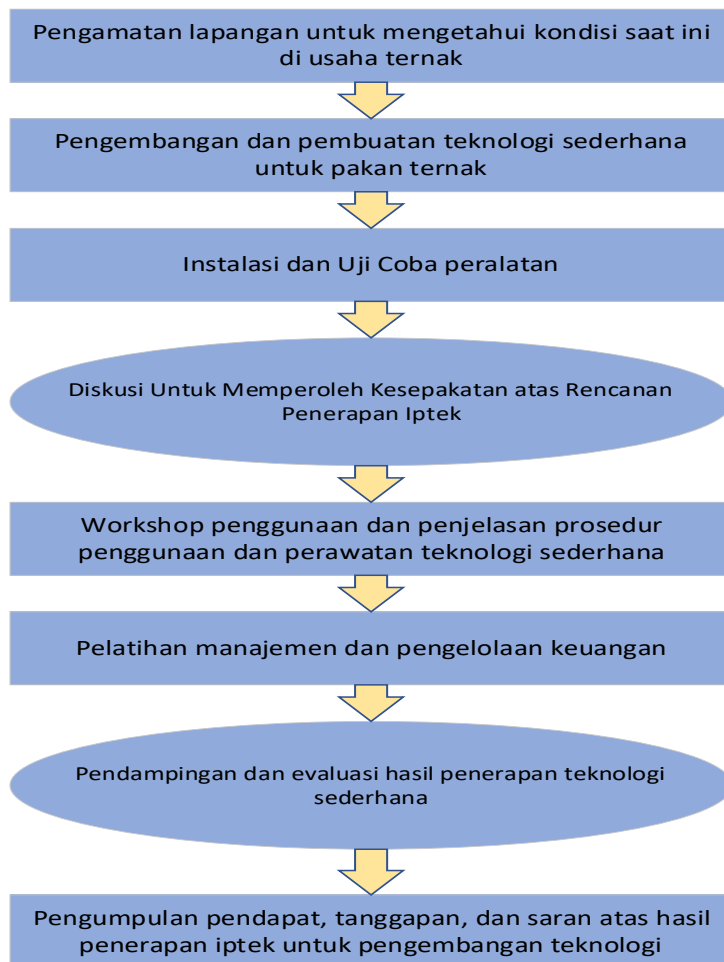 Pengamatan lapangan untuk mengetahui kondisi saat ini
di usaha ternak
Pengembangan dan pembuatan teknologi sederhana
untuk pakan ternak
Instalasi dan Uji Coba peralatan
Diskusi Untuk Memperoleh Kesepakatan atas Rencanan
Penerapan Iptek
Workshop penggunaan dan penjelasan prosedur
penggunaan dan perawatan teknologi sederhana
Pelatihan manajemen dan pengelolaan keuangan
Pendampingan dan evaluasi hasil penerapan teknologi
sederhana
Pengumpulan pendapat, tanggapan, dan saran atas hasil
penerapan iptek untuk pengembangan teknologi